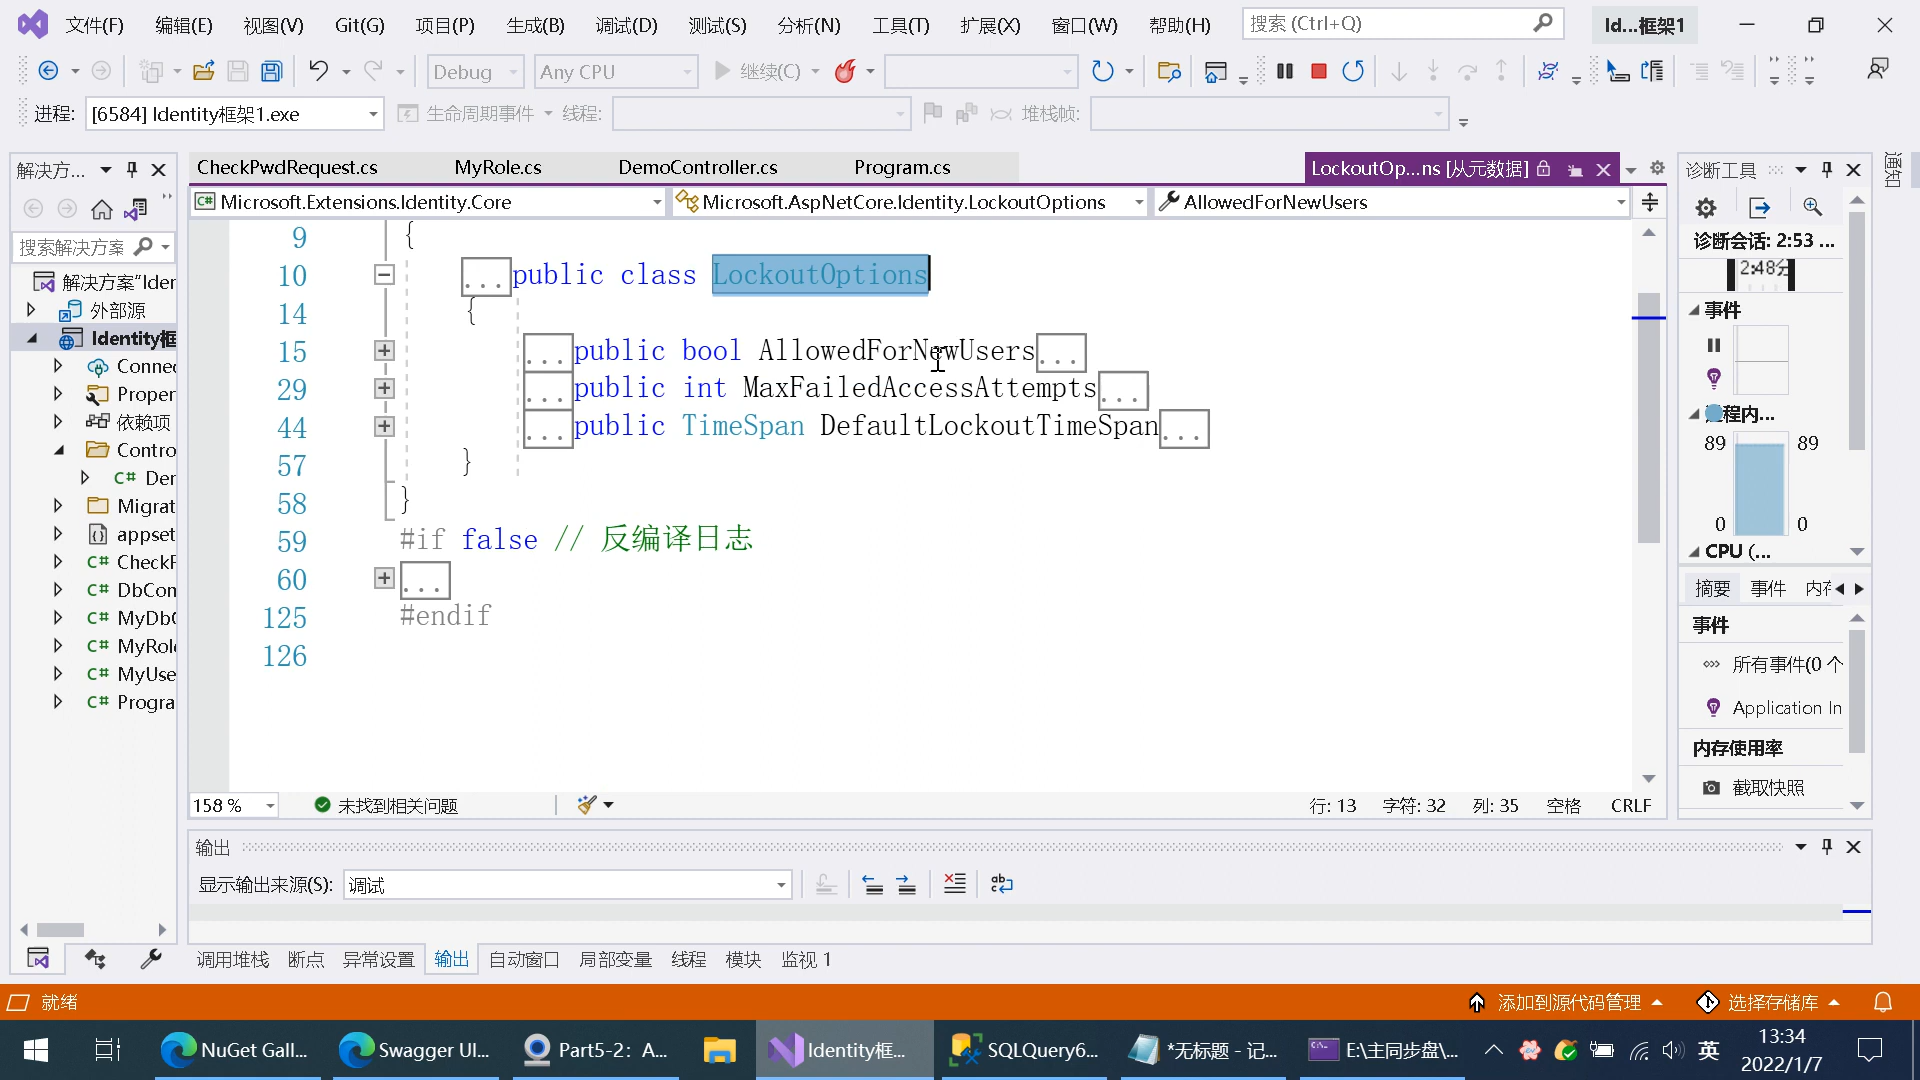 文件(F) 编辑(E) 视图(V) Git(G) 项目(P) 生成(B) 调试(D) 测试(S) 分析(N) 工具(T) 扩展(X) 窗口(W) 帮助(H) 搜索 (Ctrl+Q) Id...框架1
Debug Any CPU 继续(C)
进程: [6584] Identity框架1.exe 生命周期事件 线程: 堆栈帧:
解决方...
搜索解决方案
解决方案"Iden
外部源
Identity框
Connec
Proper
依赖项
Contro
C# Der
Migrat
appset
C# CheckP
C# DbCon
C# MyDbC
C# MyRole
C# MyUse
C# Progra
CheckPwdRequest.cs MyRole.cs DemoController.cs Program.cs LockoutOp...ns [从元数据]
C# Microsoft.Extensions.Identity.Core Microsoft.AspNetCore.Identity.LockoutOptions AllowedForNewUsers
9 {
10 ...public class LockoutOptions
14 {
15 ...public bool AllowedForNewUsers...
29 ...public int MaxFailedAccessAttempts...
44 ...public TimeSpan DefaultLockoutTimeSpan...
57 }
58 }
59 #if false // 反编译日志
60 ...
125 #endif
126
158 % 未找到相关问题 行: 13 字符: 32 列: 35 空格 CRLF
诊断工具
诊断会话: 2:53 ...
2:48分
事件
程内...
89 89
0 0
CPU (...
摘要 事件 内存
事件
所有事件(0 个
Application In
内存使用率
截取快照
通知
输出
显示输出来源(S): 调试
调用堆栈 断点 异常设置 输出 自动窗口 局部变量 线程 模块 监视 1
就绪 添加到源代码管理 选择存储库
NuGet Gall... Swagger UI... Part5-2：A... Identity框... SQLQuery6... *无标题 - 记... E:\主同步盘\... 英 13:34
2022/1/7